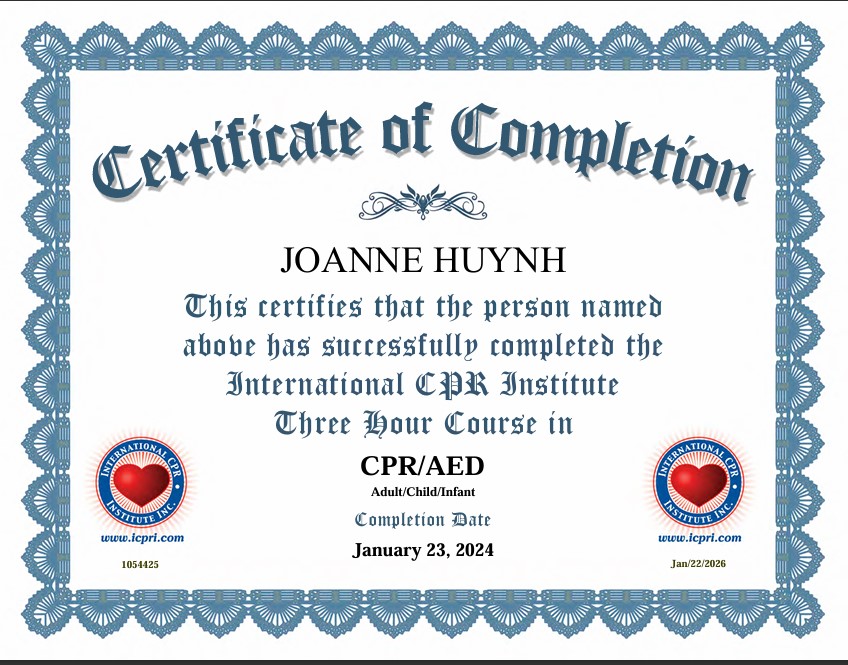 Certificate of Completion
JOANNE HUYNH
This certifies that the person named
above has successfully completed the
International CPR Institute
Three Hour Course in
CPR/AED
Adult/Child/Infant
Completion Date
January 23, 2024
INTERNATIONAL CPR
INSTITUTE INC.
www.icpri.com
1054425
INTERNATIONAL CPR
INSTITUTE INC.
www.icpri.com
Jan/22/2026